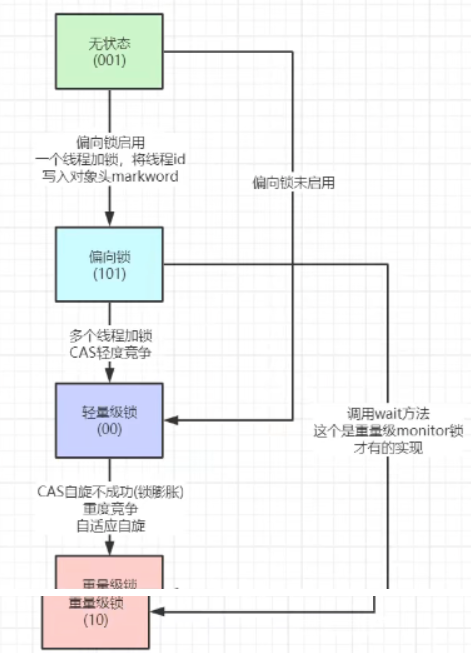 无状态
(001)
偏向锁启用
一个线程加锁，将线程id
写入对象头markword
偏向锁未启用
偏向锁
(101)
多个线程加锁
CAS轻度竞争
轻量级锁
(00)
调用wait方法
这个是重量级monitor锁
才有的实现
CAS自旋不成功(锁膨胀)
重度竞争
自适应自旋
重量级锁
重量级锁
(10)